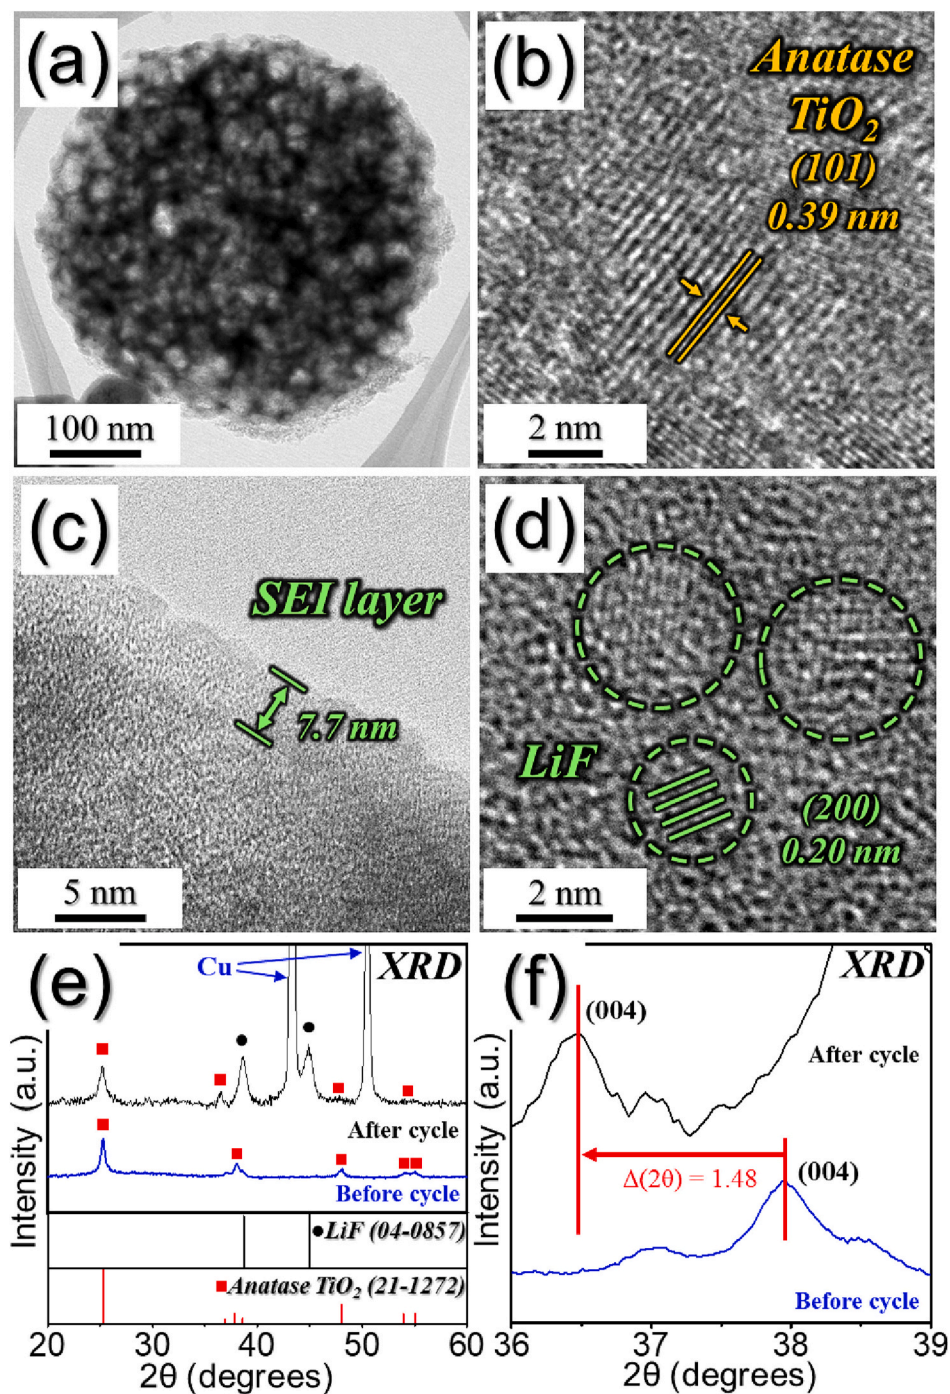 (a)
100 nm
(b)
Anatase
TiO₂
(101)
0.39 nm
2 nm
(c)
SEI layer
7.7 nm
5 nm
(d)
LiF
(200)
0.20 nm
2 nm
(e)
Cu
XRD
After cycle
Before cycle
●LiF (04-0857)
■Anatase TiO₂ (21-1272)
Intensity (a.u.)
20 30 40 50 60
2θ (degrees)
(f)
XRD
(004)
After cycle
Δ(2θ) = 1.48
(004)
Before cycle
Intensity (a.u.)
36 37 38 39
2θ (degrees)